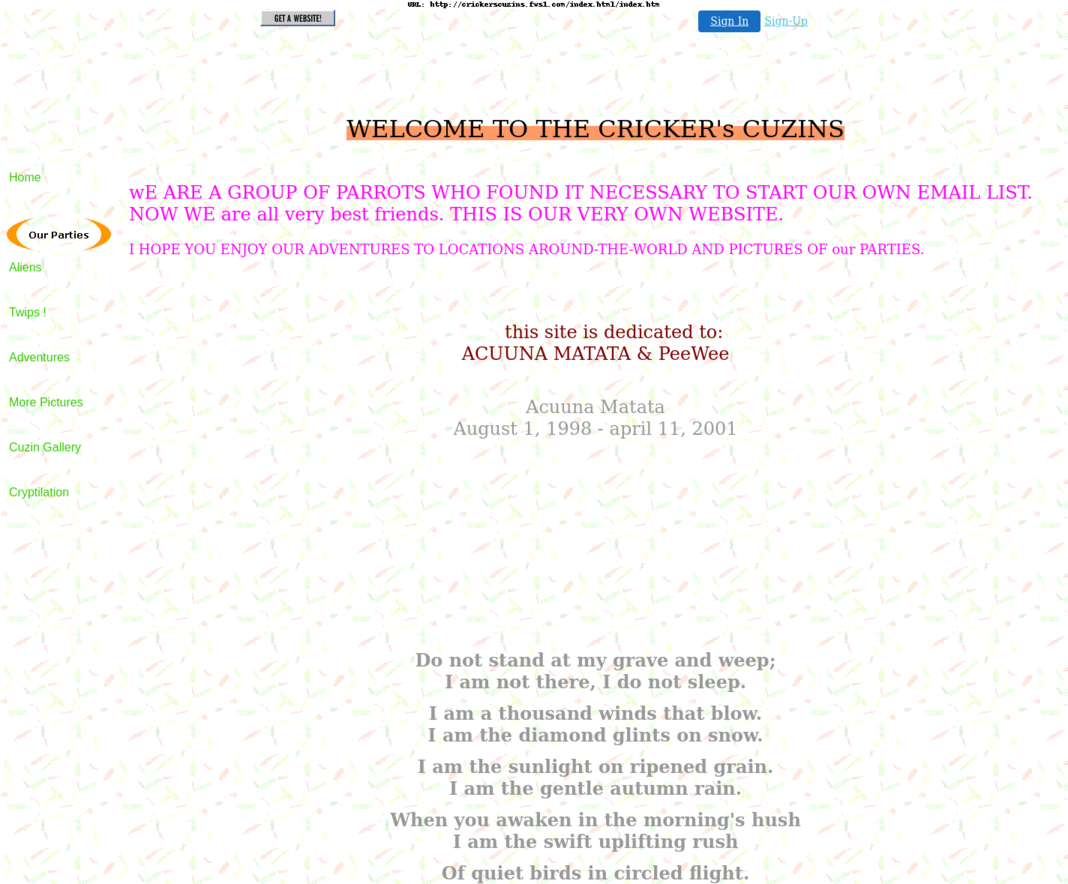 URL: http://crickerscuzins.fws1.com/index.html/index.htm
GET A WEBSITE!
Sign In Sign-Up
WELCOME TO THE CRICKER's CUZINS
Home
Our Parties
Aliens
Twips !
Adventures
More Pictures
Cuzin Gallery
Cryptilation
wE ARE A GROUP OF PARROTS WHO FOUND IT NECESSARY TO START OUR OWN EMAIL LIST.
NOW WE are all very best friends. THIS IS OUR VERY OWN WEBSITE.
I HOPE YOU ENJOY OUR ADVENTURES TO LOCATIONS AROUND-THE-WORLD AND PICTURES OF our PARTIES.
this site is dedicated to:
ACUUNA MATATA & PeeWee
Acuuna Matata
August 1, 1998 - april 11, 2001
Do not stand at my grave and weep;
I am not there, I do not sleep.
I am a thousand winds that blow.
I am the diamond glints on snow.
I am the sunlight on ripened grain.
I am the gentle autumn rain.
When you awaken in the morning's hush
I am the swift uplifting rush
Of quiet birds in circled flight.